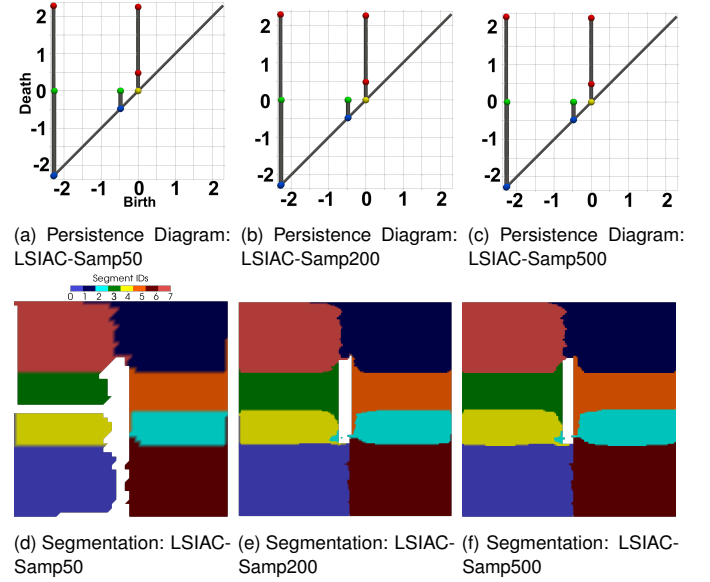 2
1
0
-1
-2
Death
-2 -1 0 1 2
Birth
2
1
0
-1
-2
-2 -1 0 1 2
2
1
0
-1
-2
-2 -1 0 1 2
(a) Persistence Diagram:
LSIAC-Samp50
(b) Persistence Diagram:
LSIAC-Samp200
(c) Persistence Diagram:
LSIAC-Samp500
Segment IDs
0 1 2 3 4 5 6 7
(d) Segmentation: LSIAC-
Samp50
(e) Segmentation: LSIAC-
Samp200
(f) Segmentation: LSIAC-
Samp500